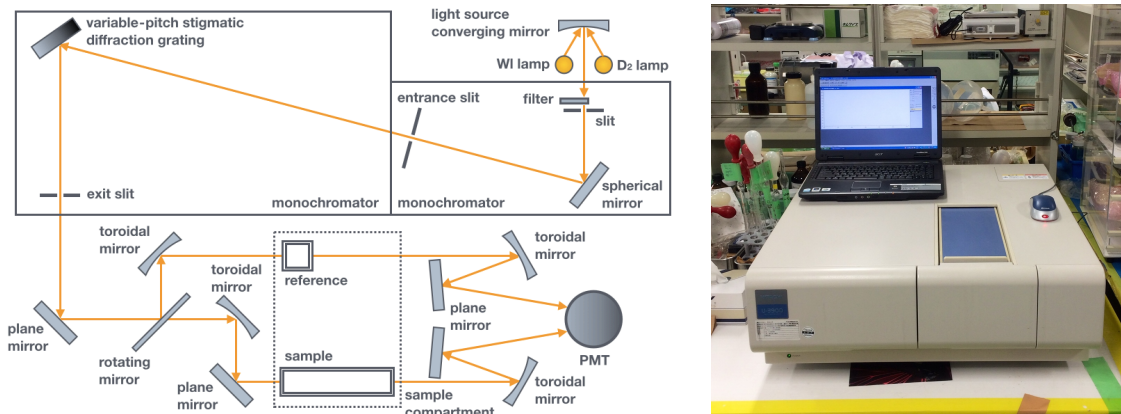 variable-pitch stigmatic
diffraction grating
light source
converging mirror
WI lamp
D₂ lamp
entrance slit
filter
slit
spherical
mirror
exit slit
monochromator
monochromator
toroidal
mirror
toroidal
mirror
reference
toroidal
mirror
plane
mirror
plane
mirror
rotating
mirror
plane
mirror
sample
sample
compartment
PMT
toroidal
mirror